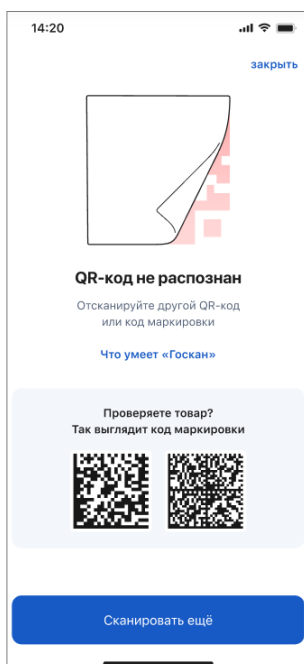 14:20
закрыть
QR-код не распознан
Отсканируйте другой QR-код
или код маркировки
Что умеет «Госкан»
Проверяете товар?
Так выглядит код маркировки
Сканировать ещё